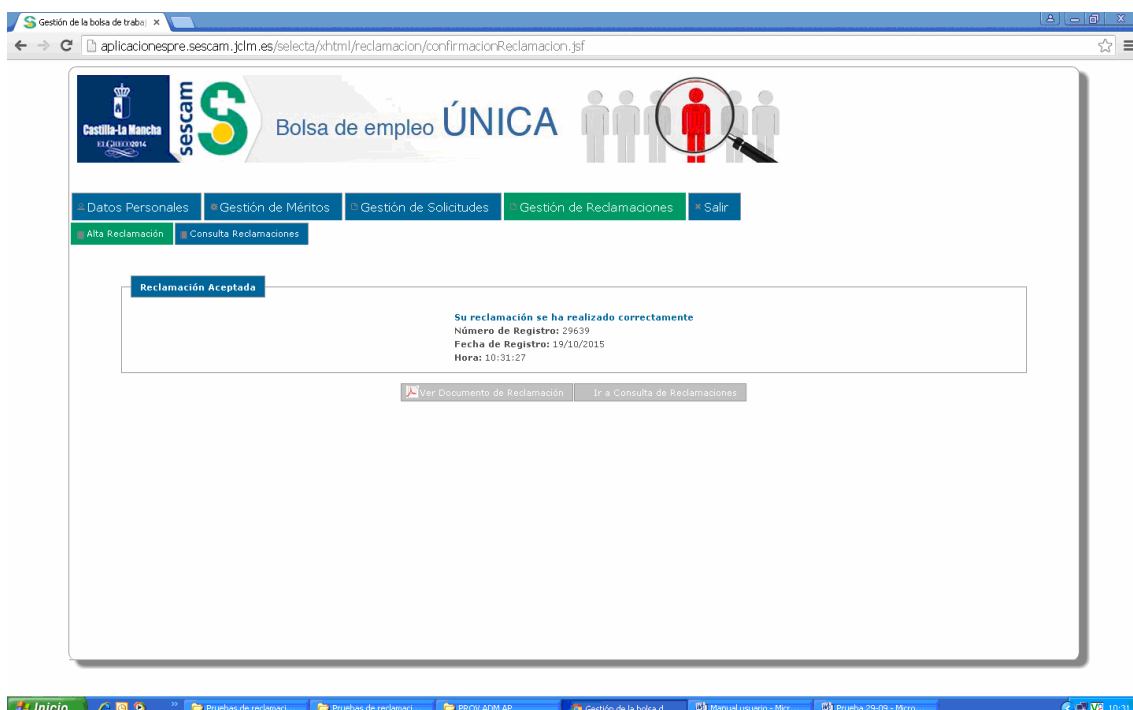 Gestión de la bolsa de traba
aplicacionespre.sescam.jclm.es/selecta/xhtml/reclamacion/confirmacionReclamacion.jsf
Castilla-La Mancha
EL GRECO 2014
sescam
S
Bolsa de empleo ÚNICA
Datos Personales Gestión de Méritos Gestión de Solicitudes Gestión de Reclamaciones Salir
Alta Reclamación Consulta Reclamaciones
Reclamación Aceptada
Su reclamación se ha realizado correctamente
Número de Registro: 29639
Fecha de Registro: 19/10/2015
Hora: 10:31:27
Ver Documento de Reclamación Ir a Consulta de Reclamaciones
Inicio Pruebas de reclamaci... Pruebas de reclamaci... PROV ADM AP Gestión de la bolsa d... Manual usuario - Micr... Prueba 29-09 - Micro... 10:31